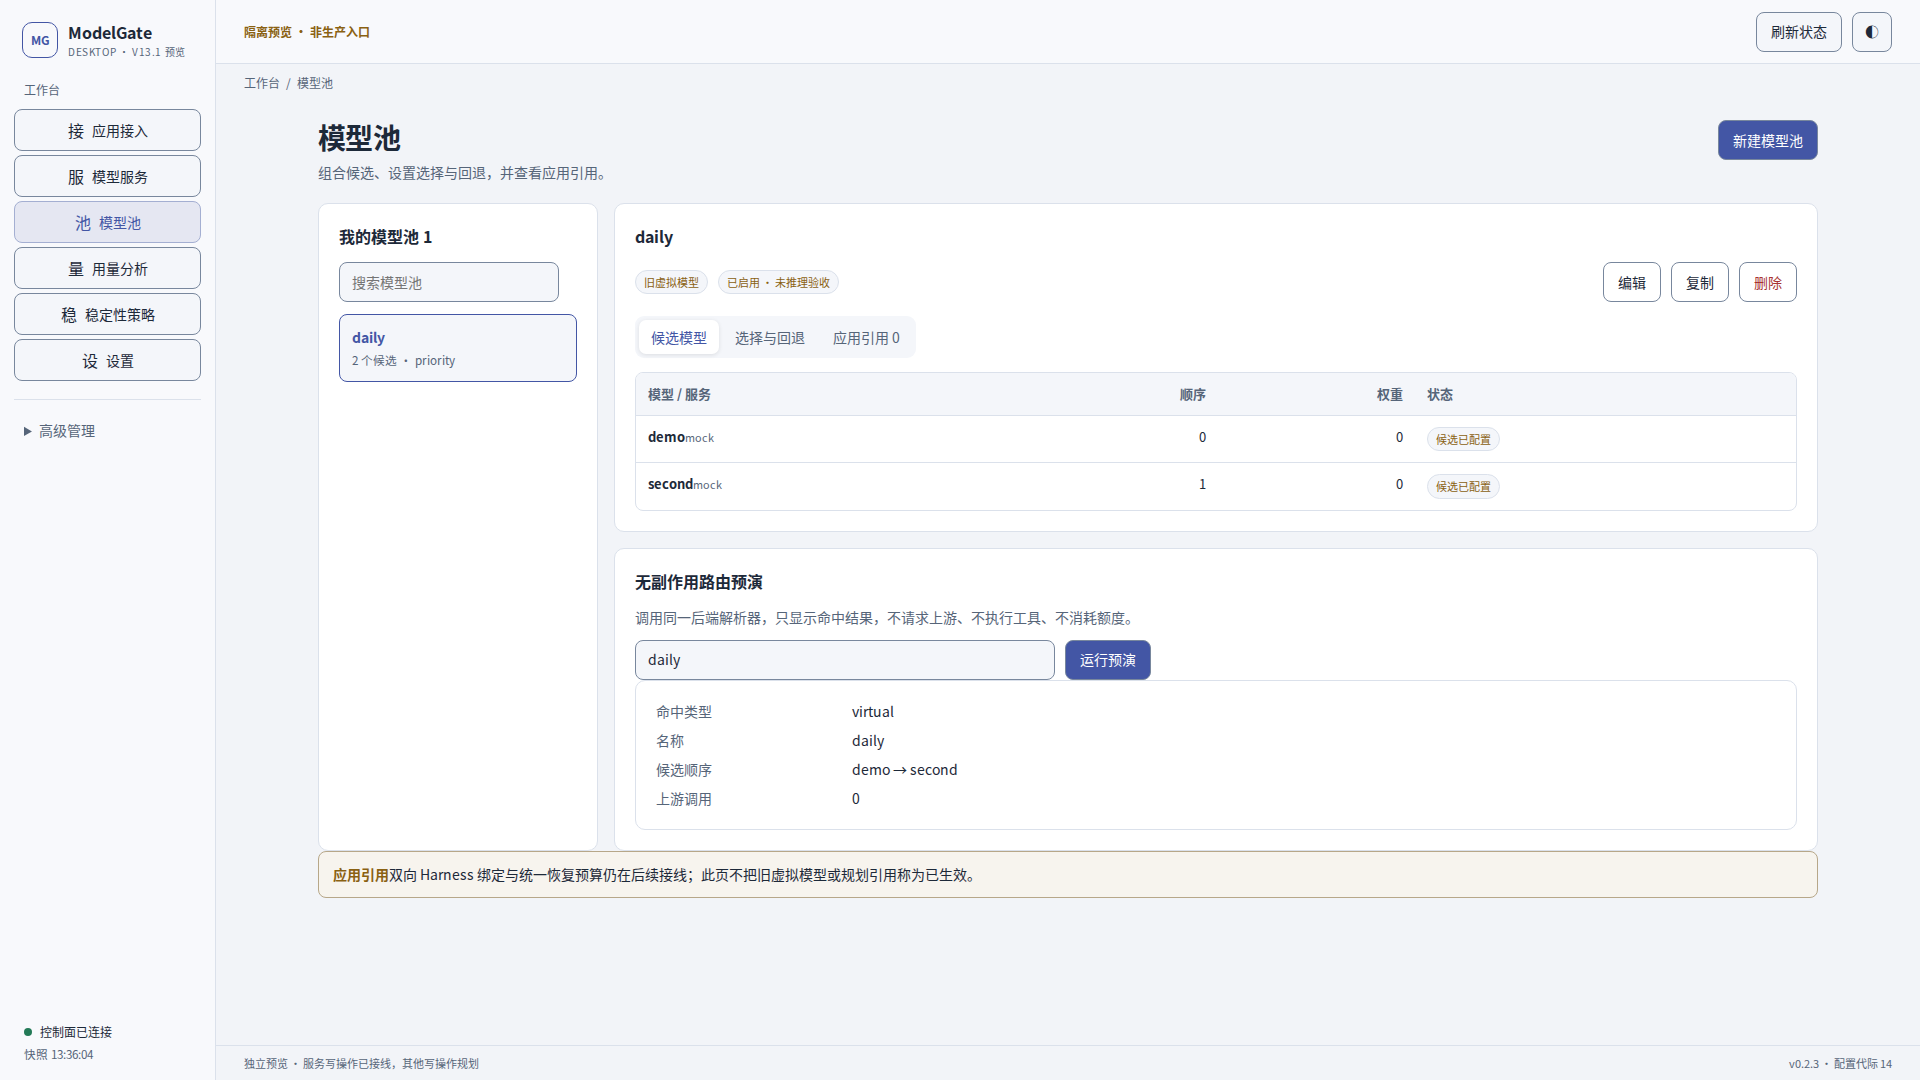 MG
ModelGate
DESKTOP · V13.1 预览
工作台
接 应用接入
服 模型服务
池 模型池
量 用量分析
稳 稳定性策略
设 设置
▶ 高级管理
控制面已连接
快照 13:36:04
隔离预览 · 非生产入口
刷新状态
工作台 / 模型池
模型池
组合候选、设置选择与回退，并查看应用引用。
新建模型池
我的模型池 1
搜索模型池
daily
2 个候选 · priority
daily
旧虚拟模型 已启用 · 未推理验收
编辑 复制 删除
候选模型 选择与回退 应用引用 0
模型 / 服务 顺序 权重 状态
demomock 0 0 候选已配置
secondmock 1 0 候选已配置
无副作用路由预演
调用同一后端解析器，只显示命中结果，不请求上游、不执行工具、不消耗额度。
daily 运行预演
命中类型 virtual
名称 daily
候选顺序 demo → second
上游调用 0
应用引用双向 Harness 绑定与统一恢复预算仍在后续接线；此页不把旧虚拟模型或规划引用称为已生效。
独立预览 · 服务写操作已接线，其他写操作规划
v0.2.3 · 配置代际 14